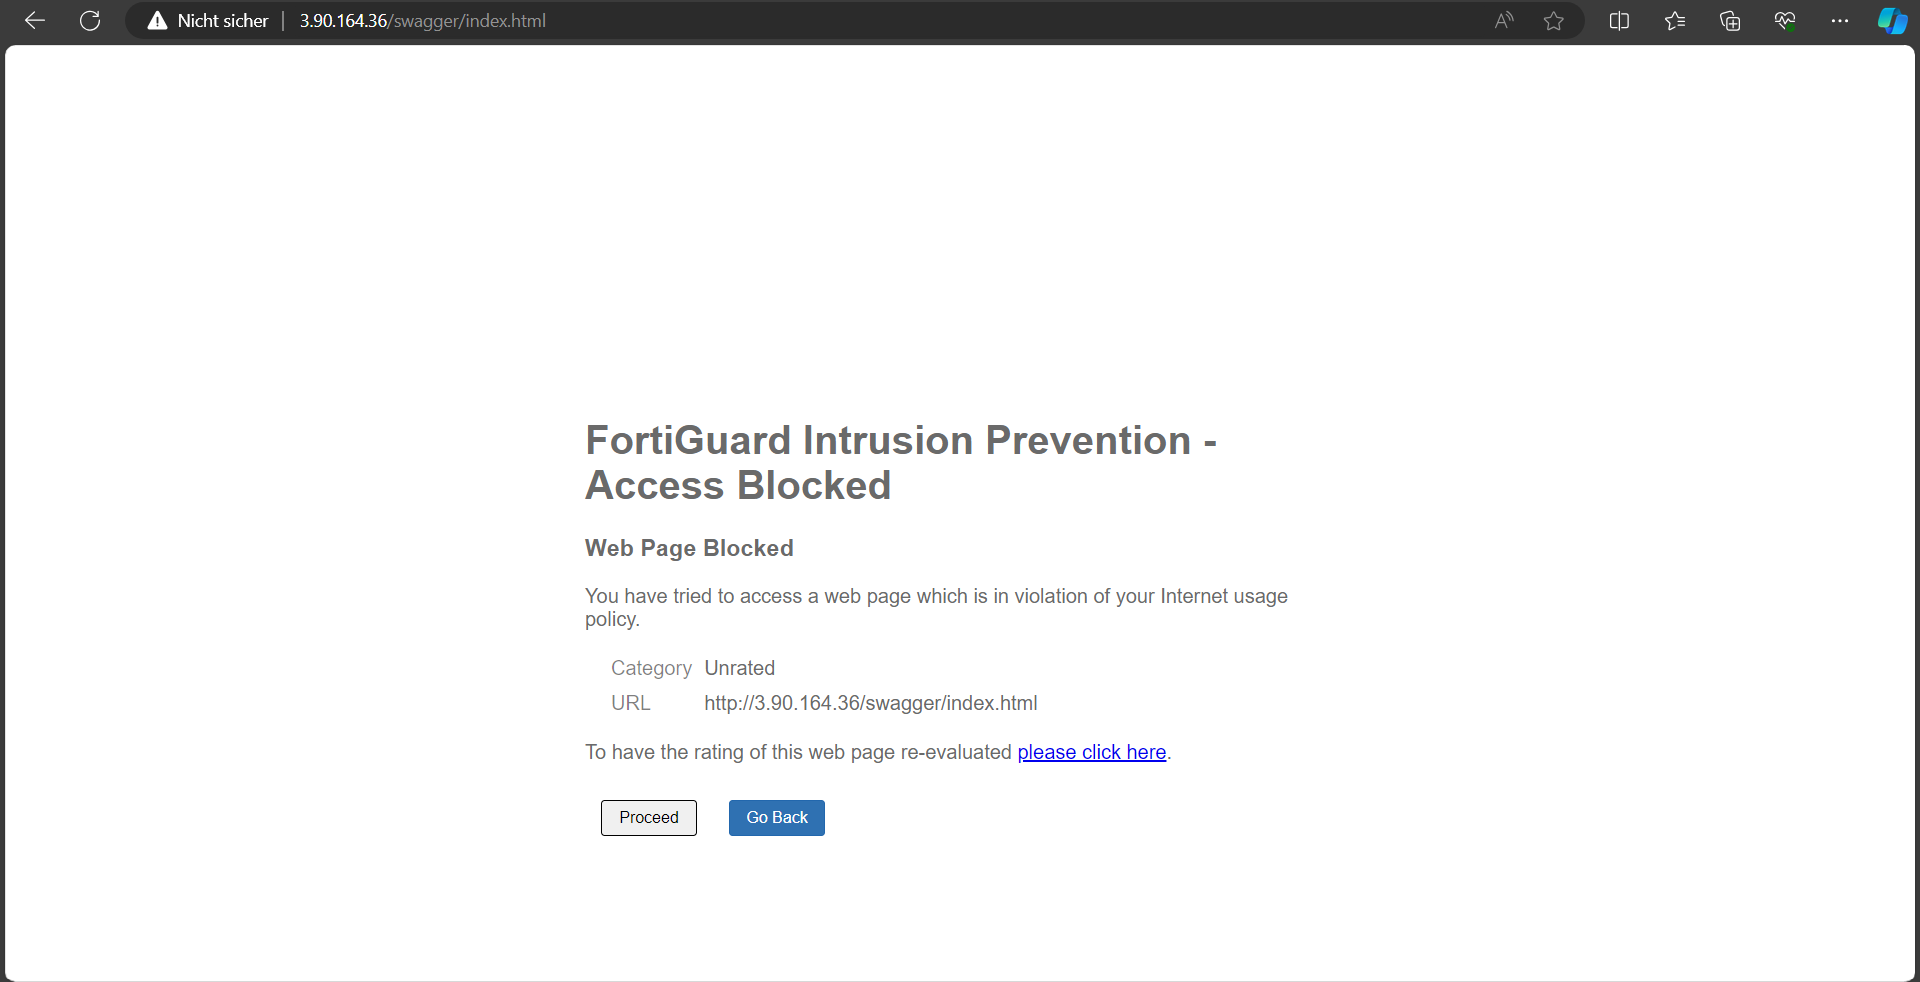 Nicht sicher | 3.90.164.36/swagger/index.html
FortiGuard Intrusion Prevention -
Access Blocked
Web Page Blocked
You have tried to access a web page which is in violation of your Internet usage
policy.
Category Unrated
URL http://3.90.164.36/swagger/index.html
To have the rating of this web page re-evaluated please click here.
Proceed Go Back